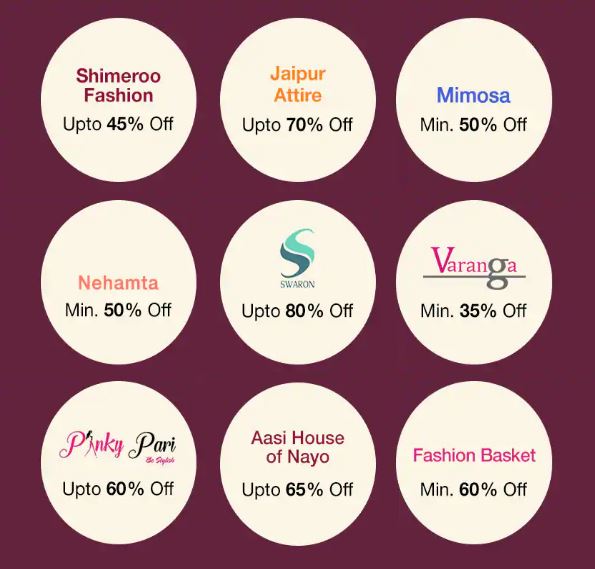 Shimeroo
Fashion
Upto 45% Off
Jaipur
Attire
Upto 70% Off
Mimosa
Min. 50% Off
Nehamta
Min. 50% Off
SWARON
Upto 80% Off
Varanga
Min. 35% Off
Pinky Pari
Be Stylish
Upto 60% Off
Aasi House
of Nayo
Upto 65% Off
Fashion Basket
Min. 60% Off